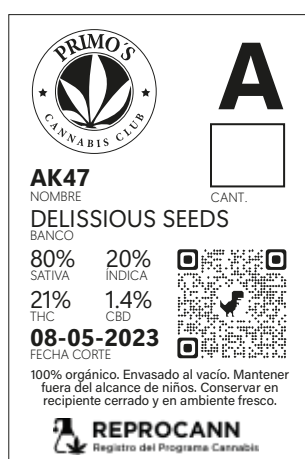 PRIMO'S
CANNABIS CLUB
A
AK47
NOMBRE
CANT.
DELISSIOUS SEEDS
BANCO
80% 20%
SATIVA ÍNDICA
21% 1.4%
THC CBD
08-05-2023
FECHA CORTE
100% orgánico. Envasado al vacío. Mantener
fuera del alcance de niños. Conservar en
recipiente cerrado y en ambiente fresco.
REPROCANN
Registro del Programa Cannabis